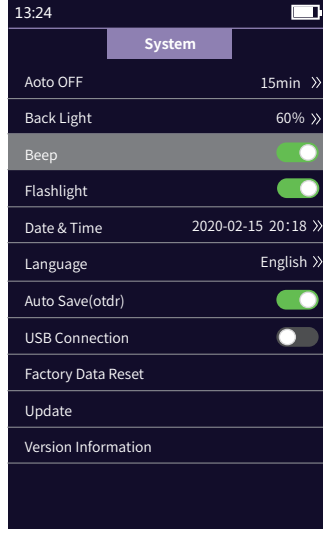 13:24
System
Aoto OFF 15min »
Back Light 60% »
Beep
Flashlight
Date & Time 2020-02-15 20:18 »
Language English »
Auto Save(otdr)
USB Connection
Factory Data Reset
Update
Version Information